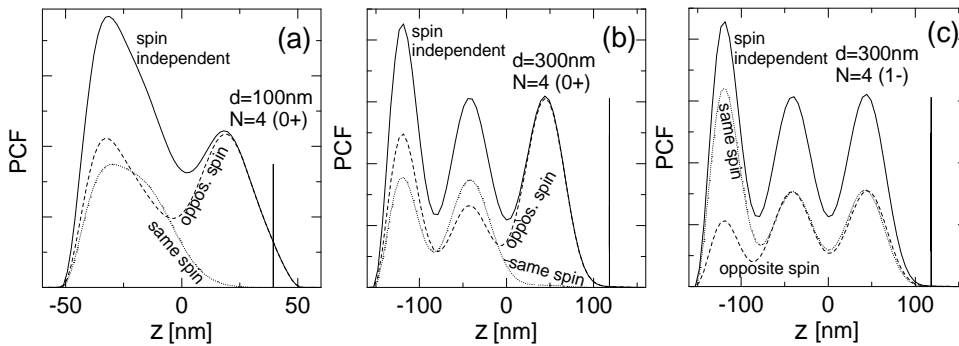 PCF
spin
independent
(a)
d=100nm
N=4 (0+)
oppos. spin
same spin
-50
0
50
z [nm]
PCF
spin
independent
(b)
d=300nm
N=4 (0+)
oppos. spin
same spin
-100
0
100
z [nm]
PCF
spin independent
(c)
d=300nm
N=4 (1-)
same spin
opposite spin
-100
0
100
z [nm]